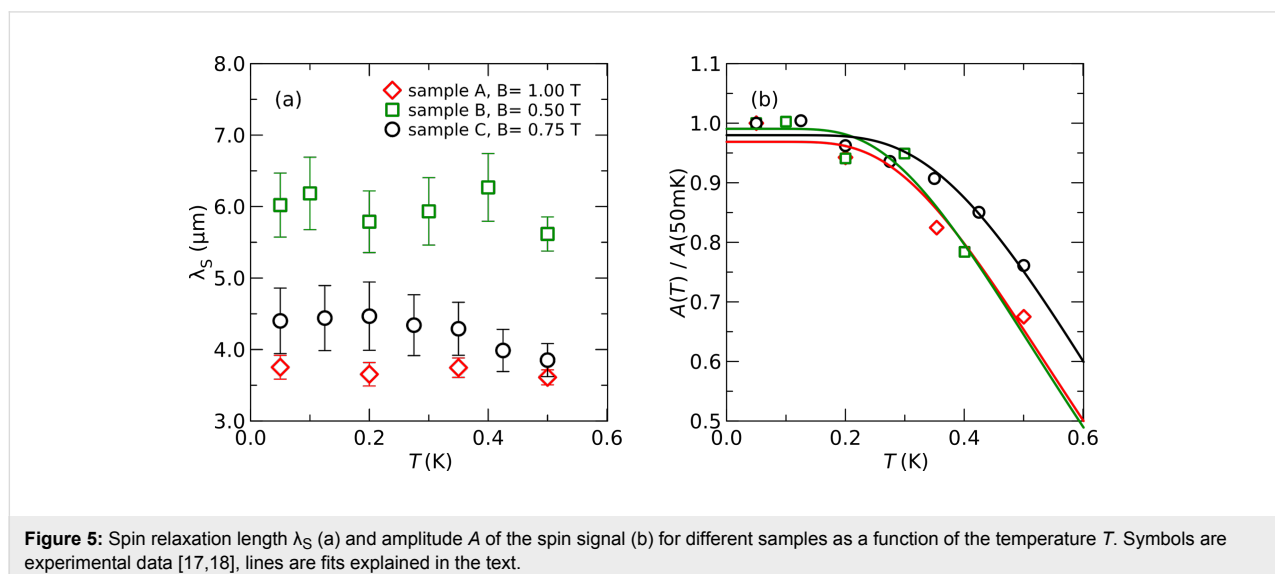 (a)
sample A, B= 1.00 T
sample B, B= 0.50 T
sample C, B= 0.75 T
8.0
7.0
6.0
5.0
4.0
3.0
λS (μm)
0.0 0.2 0.4 0.6
T (K)
(b)
1.1
1.0
0.9
0.8
0.7
0.6
0.5
A(T) / A(50mK)
0.0 0.2 0.4 0.6
T (K)
Figure 5: Spin relaxation length λS (a) and amplitude A of the spin signal (b) for different samples as a function of the temperature T. Symbols are
experimental data [17,18], lines are fits explained in the text.